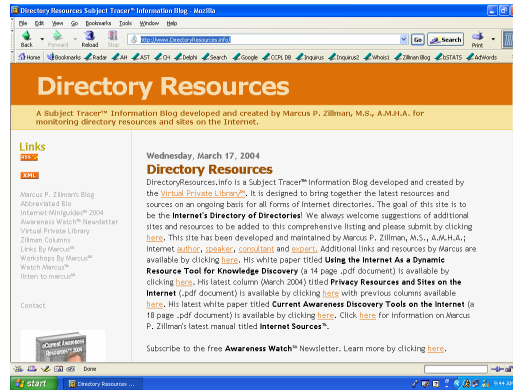 Directory Resources Subject Tracer™ Information Blog - Mozilla
File Edit View Go Bookmarks Tools Window Help
Back Forward Reload Stop http://www.DirectoryResources.info/ Go Search Print
Home Bookmarks Radar AH AST CH Delphi Search Google CCPL DB Inquirus Inquirus2 Whois1 Zillman Blog bSTATS AdWords
Directory Resources
A Subject Tracer™ Information Blog developed and created by Marcus P. Zillman, M.S., A.M.H.A. for
monitoring directory resources and sites on the Internet.
Links
RSS
XML
Marcus P. Zillman's Blog
Abbreviated Bio
Internet Miniguides™ 2004
Awareness Watch™ Newsletter
Virtual Private Library
Zillman Columns
Links By Marcus™
Workshops By Marcus™
Watch Marcus™
listen to marcus™
Contact
eCurrent Awareness
Wednesday, March 17, 2004
Directory Resources
DirectoryResources.info is a Subject Tracer™ Information Blog developed and created by
the Virtual Private Library™. It is designed to bring together the latest resources and
sources on an ongoing basis for all forms of Internet directories. The goal of this site is to
be the Internet's Directory of Directories! We always welcome suggestions of additional
sites and resources to be added to this comprehensive listing and please submit by clicking
here. This site has been developed and maintained by Marcus P. Zillman, M.S., A.M.H.A.;
Internet author, speaker, consultant and expert. Additional links and resources by Marcus are
available by clicking here. His white paper titled Using the Internet As a Dynamic
Resource Tool for Knowledge Discovery (a 14 page .pdf document) is available by
clicking here. His latest column (March 2004) titled Privacy Resources and Sites on the
Internet (.pdf document) is available by clicking here with previous columns available
here. His latest white paper titled Current Awareness Discovery Tools on the Internet (a
18 page .pdf document) is available by clicking here. Click here for information on Marcus
P. Zillman's latest manual titled Internet Sources™.
Subscribe to the free Awareness Watch™ Newsletter. Learn more by clicking here.
Done
start Directory Resources ... 9:44 AM